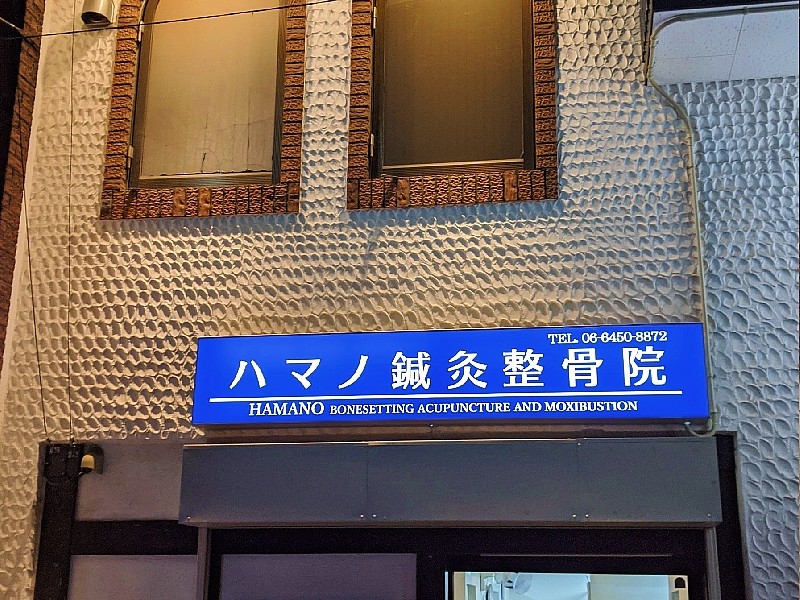 TEL. 06-6450-8872
ハマノ鍼灸整骨院
HAMANO BONESETTING ACUPUNCTURE AND MOXIBUSTION